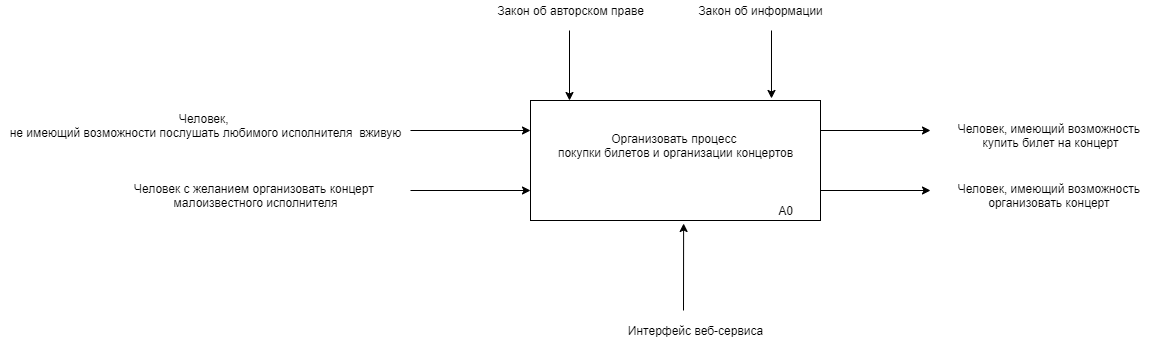 Закон об авторском праве
Закон об информации
Человек,
не имеющий возможности послушать любимого исполнителя вживую
Организовать процесс
покупки билетов и организации концертов
Человек, имеющий возможность
купить билет на концерт
Человек с желанием организовать концерт
малоизвестного исполнителя
Человек, имеющий возможность
организовать концерт
A0
Интерфейс веб-сервиса